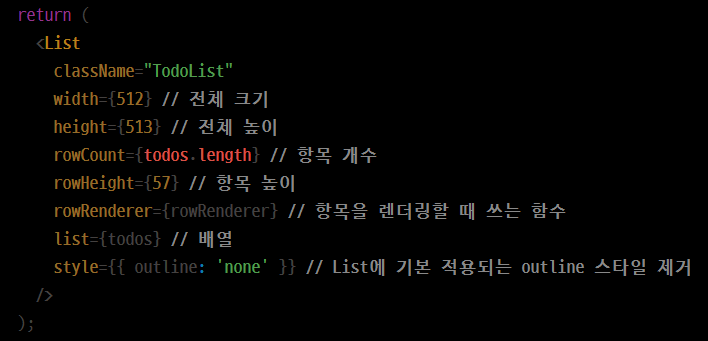 return (
<List
className="TodoList"
width={512} // 전체 크기
height={513} // 전체 높이
rowCount={todos.length} // 항목 개수
rowHeight={57} // 항목 높이
rowRenderer={rowRenderer} // 항목을 렌더링할 때 쓰는 함수
list={todos} // 배열
style={{ outline: 'none' }} // List에 기본 적용되는 outline 스타일 제거
/>
);